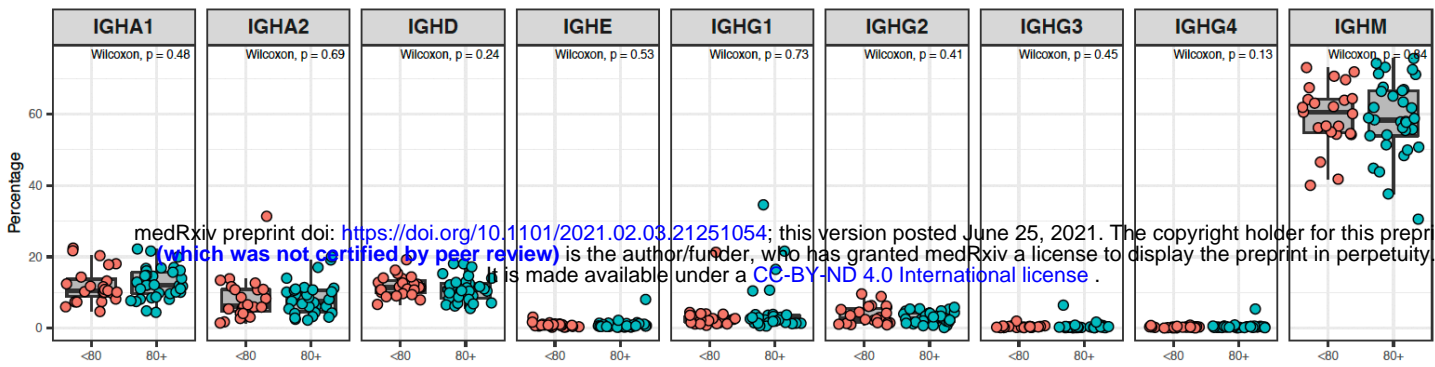 IGHA1 IGHA2 IGHD IGHE IGHG1 IGHG2 IGHG3 IGHG4 IGHM
Wilcoxon, p = 0.48 Wilcoxon, p = 0.69 Wilcoxon, p = 0.24 Wilcoxon, p = 0.53 Wilcoxon, p = 0.73 Wilcoxon, p = 0.41 Wilcoxon, p = 0.45 Wilcoxon, p = 0.13 Wilcoxon, p = 0.84
60
40
20
0
Percentage
medRxiv preprint doi: https://doi.org/10.1101/2021.02.03.21251054; this version posted June 25, 2021. The copyright holder for this prepri
(which was not certified by peer review) is the author/funder, who has granted medRxiv a license to display the preprint in perpetuity.
It is made available under a CC-BY-ND 4.0 International license .
<80 80+ <80 80+ <80 80+ <80 80+ <80 80+ <80 80+ <80 80+ <80 80+ <80 80+